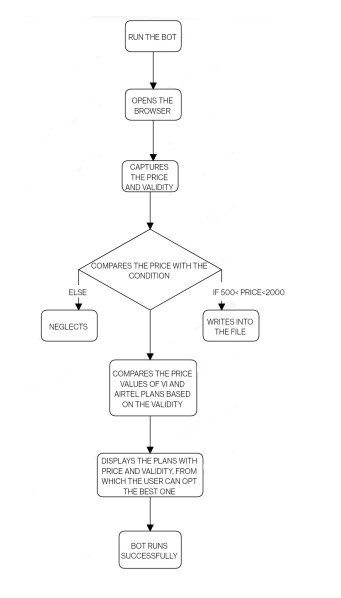 RUN THE BOT
OPENS THE
BROWSER
CAPTURES
THE PRICE
AND VALIDITY
COMPARES THE PRICE WITH THE
CONDITION
ELSE
IF 500< PRICE<2000
NEGLECTS
WRITES INTO
THE FILE
COMPARES THE PRICE
VALUES OF VI AND
AIRTEL PLANS BASED
ON THE VALIDITY
DISPLAYS THE PLANS WITH
PRICE AND VALIDITY, FROM
WHICH THE USER CAN OPT
THE BEST ONE
BOT RUNS
SUCCESSFULLY